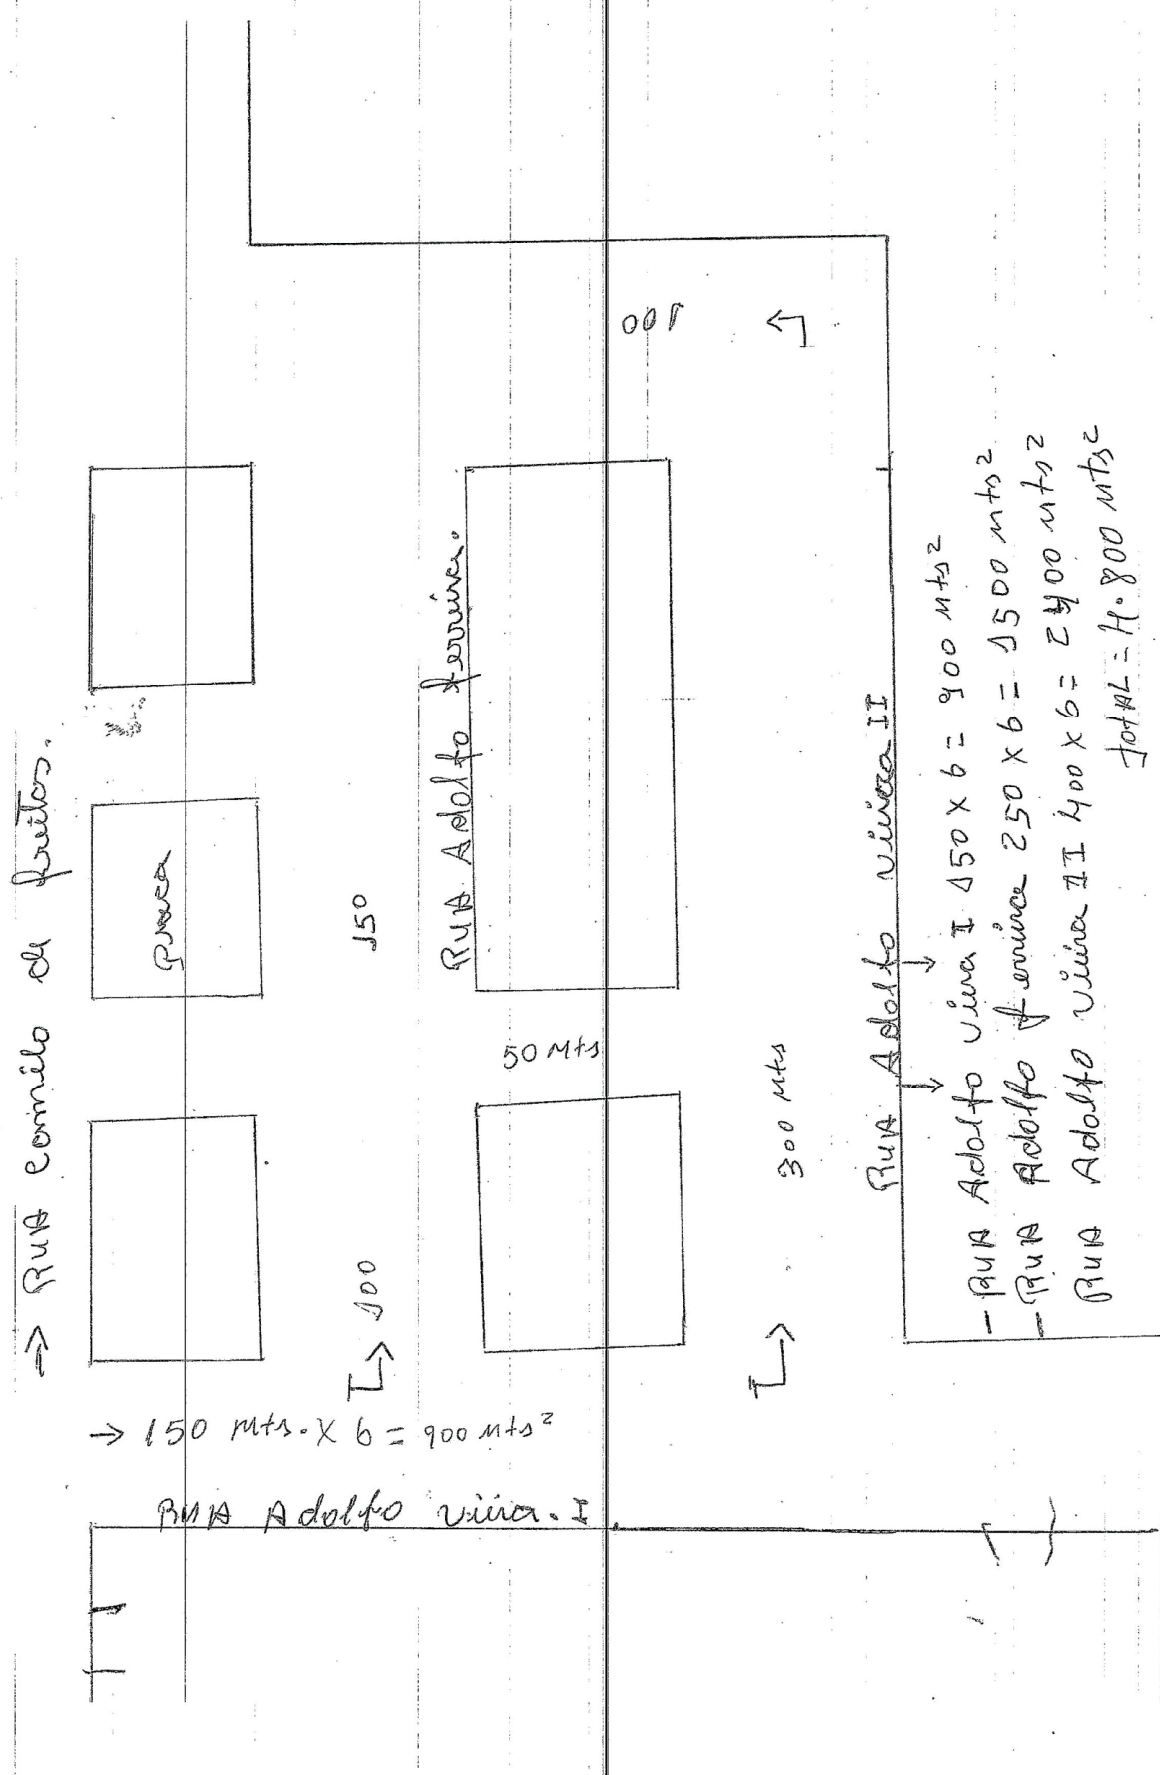 → RUA Camilo de freitas.
praca
150
→ 100
RUA Adolfo ferreira.
50 Mts
100
300 Mts
→ 150 Mts. X 6 = 900 Mts²
RUA Adolfo vieira. I
RUA Adolfo vieira II
- RUA Adolfo vieira I 150 X 6 = 900 Mts²
- RUA Adolfo ferreira 250 X 6 = 1500 Mts²
RUA Adolfo vieira II 400 X 6 = 2400 Mts²
TOTAL = 4.800 Mts²